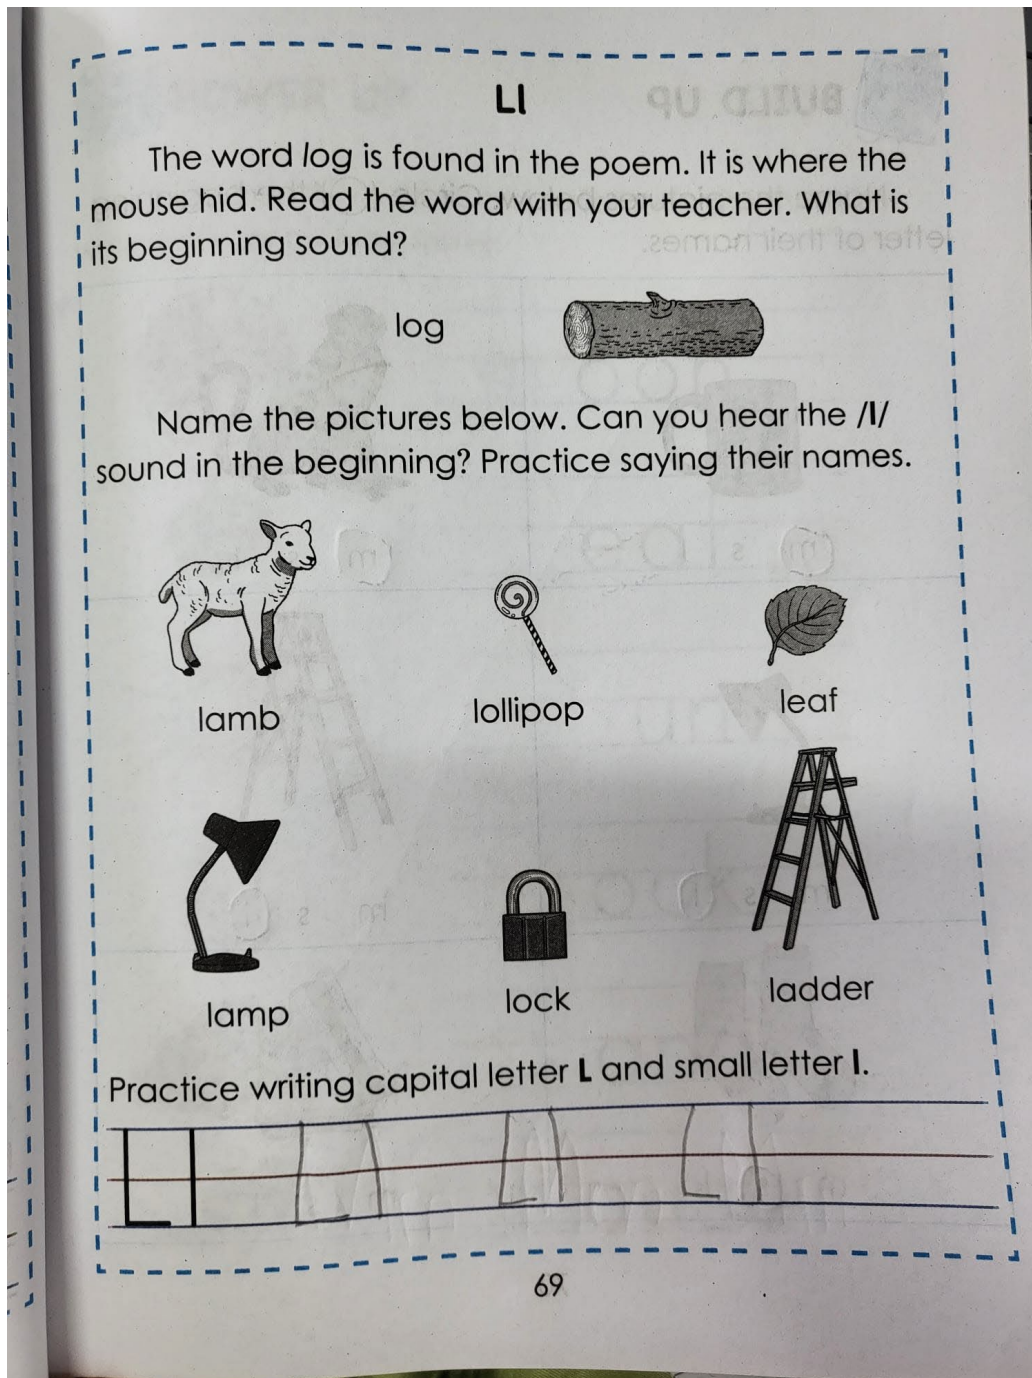 Ll
The word log is found in the poem. It is where the
mouse hid. Read the word with your teacher. What is
its beginning sound?
log
Name the pictures below. Can you hear the /l/
sound in the beginning? Practice saying their names.
lamb
lollipop
leaf
lamp
lock
ladder
Practice writing capital letter L and small letter l.
Ll Ll Ll Ll
69